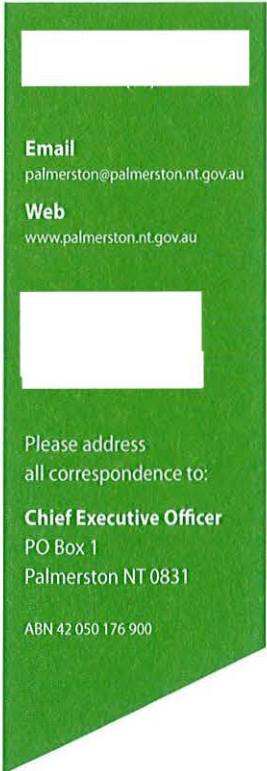 Email
palmerston@palmerston.nt.gov.au
Web
www.palmerston.nt.gov.au
Please address
all correspondence to:
Chief Executive Officer
PO Box 1
Palmerston NT 0831
ABN 42 050 176 900